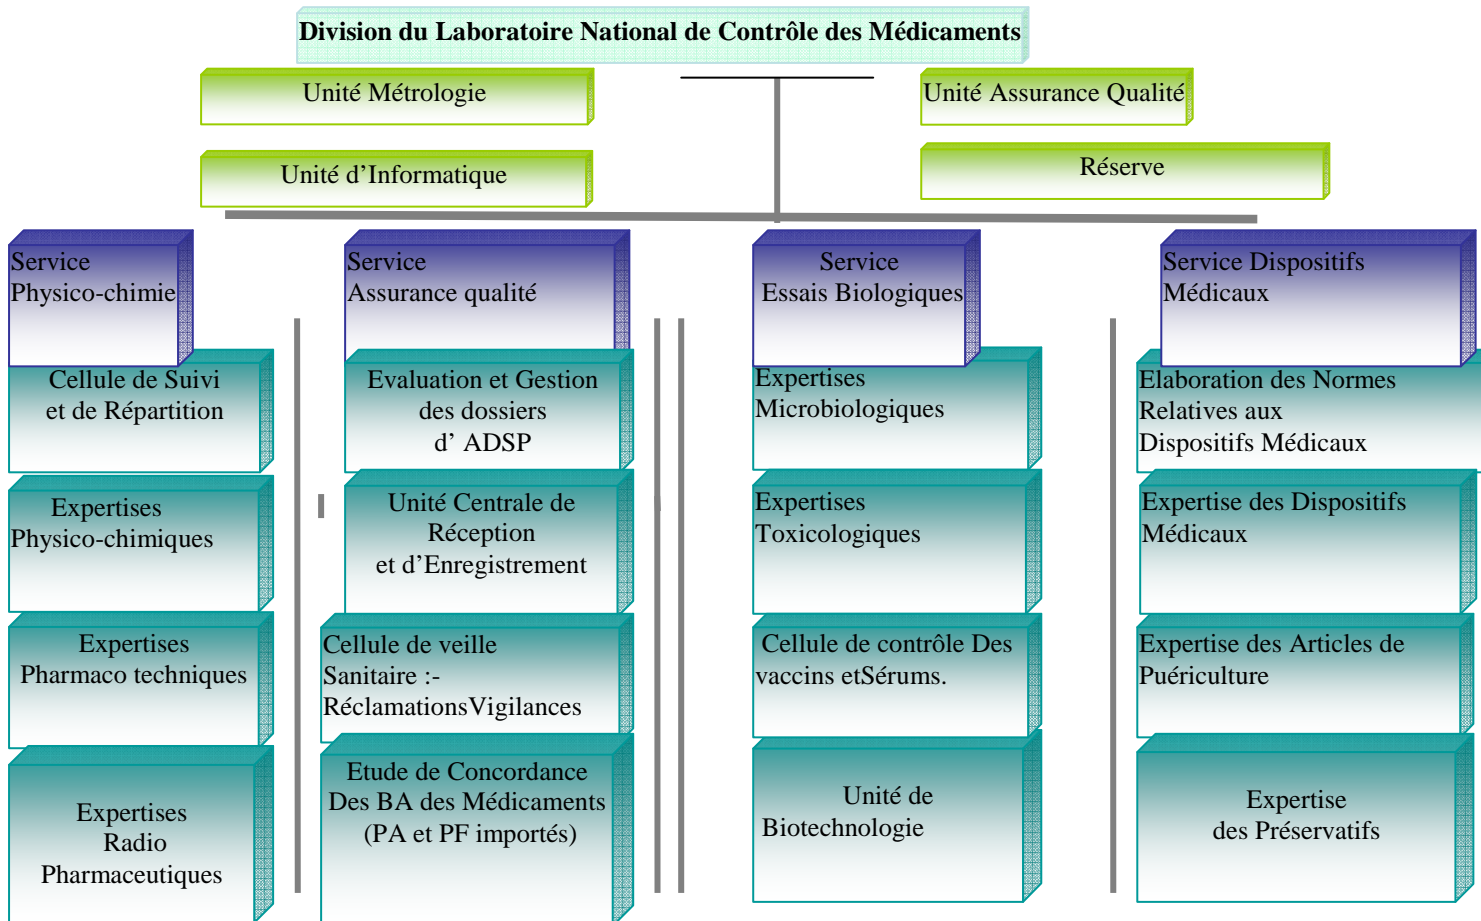 Division du Laboratoire National de Contrôle des Médicaments
Unité Métrologie
Unité Assurance Qualité
Unité d’Informatique
Réserve
Service
Physico-chimie
Cellule de Suivi
et de Répartition
Expertises
Physico-chimiques
Expertises
Pharmaco techniques
Expertises
Radio
Pharmaceutiques
Service
Assurance qualité
Evaluation et Gestion
des dossiers
d’ ADSP
Unité Centrale de
Réception
et d’Enregistrement
Cellule de veille
Sanitaire :-
RéclamationsVigilances
Etude de Concordance
Des BA des Médicaments
(PA et PF importés)
Service
Essais Biologiques
Expertises
Microbiologiques
Expertises
Toxicologiques
Cellule de contrôle Des
vaccins etSérums.
Unité de
Biotechnologie
Service Dispositifs
Médicaux
Elaboration des Normes
Relatives aux
Dispositifs Médicaux
Expertise des Dispositifs
Médicaux
Expertise des Articles de
Puériculture
Expertise
des Préservatifs